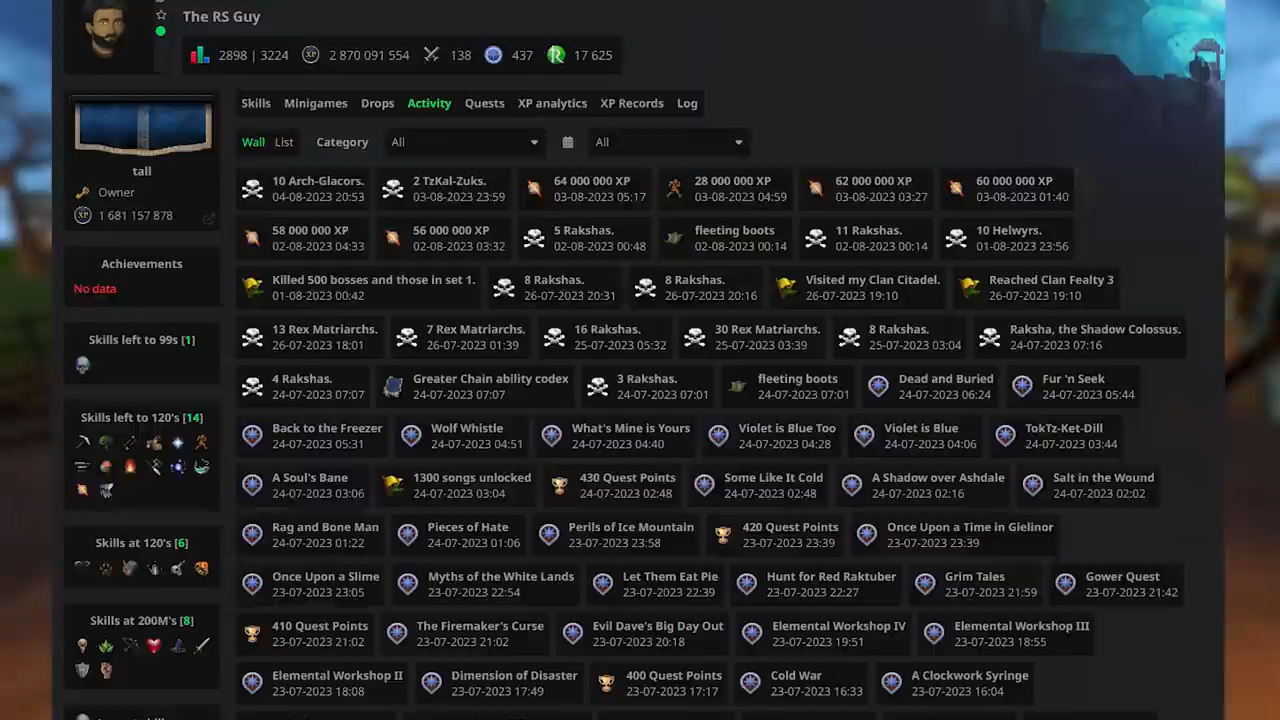 The RS Guy
2898 | 3224 XP 2 870 091 554 138 437 17 625
Skills Minigames Drops Activity Quests XP analytics XP Records Log
Wall List Category All All
tall
Owner
XP 1 681 157 878
Achievements
No data
Skills left to 99s [1]
Skills left to 120's [14]
Skills at 120's [6]
Skills at 200M's [8]
10 Arch-Glacors. 2 TzKal-Zuks. 64 000 000 XP 28 000 000 XP 62 000 000 XP 60 000 000 XP
04-08-2023 20:53 03-08-2023 23:59 03-08-2023 05:17 03-08-2023 04:59 03-08-2023 03:27 03-08-2023 01:40
58 000 000 XP 56 000 000 XP 5 Rakshas. fleeting boots 11 Rakshas. 10 Helwyrs.
02-08-2023 04:33 02-08-2023 03:32 02-08-2023 00:48 02-08-2023 00:14 02-08-2023 00:14 01-08-2023 23:56
Killed 500 bosses and those in set 1. 8 Rakshas. 8 Rakshas. Visited my Clan Citadel. Reached Clan Fealty 3
01-08-2023 00:42 26-07-2023 20:31 26-07-2023 20:16 26-07-2023 19:10 26-07-2023 19:10
13 Rex Matriarchs. 7 Rex Matriarchs. 16 Rakshas. 30 Rex Matriarchs. 8 Rakshas. Raksha, the Shadow Colossus.
26-07-2023 18:01 26-07-2023 01:39 25-07-2023 05:32 25-07-2023 03:39 25-07-2023 03:04 24-07-2023 07:16
4 Rakshas. Greater Chain ability codex 3 Rakshas. fleeting boots Dead and Buried Fur 'n Seek
24-07-2023 07:07 24-07-2023 07:07 24-07-2023 07:01 24-07-2023 07:01 24-07-2023 06:24 24-07-2023 05:44
Back to the Freezer Wolf Whistle What's Mine is Yours Violet is Blue Too Violet is Blue TokTz-Ket-Dill
24-07-2023 05:31 24-07-2023 04:51 24-07-2023 04:40 24-07-2023 04:28 24-07-2023 04:06 24-07-2023 03:44
A Soul's Bane 1300 songs unlocked 430 Quest Points Some Like It Cold A Shadow over Ashdale Salt in the Wound
24-07-2023 03:06 24-07-2023 03:04 24-07-2023 02:48 24-07-2023 02:48 24-07-2023 02:16 24-07-2023 02:02
Rag and Bone Man Pieces of Hate Perils of Ice Mountain 420 Quest Points Once Upon a Time in Gielinor
24-07-2023 01:22 24-07-2023 01:06 23-07-2023 23:58 23-07-2023 23:39 23-07-2023 23:39
Once Upon a Slime Myths of the White Lands Let Them Eat Pie Hunt for Red Raktuber Grim Tales Gower Quest
23-07-2023 23:05 23-07-2023 22:54 23-07-2023 22:39 23-07-2023 22:27 23-07-2023 21:59 23-07-2023 21:42
410 Quest Points The Firemaker's Curse Evil Dave's Big Day Out Elemental Workshop IV Elemental Workshop III
23-07-2023 21:02 23-07-2023 21:02 23-07-2023 20:18 23-07-2023 19:51 23-07-2023 18:55
Elemental Workshop II Dimension of Disaster 400 Quest Points Cold War A Clockwork Syringe
23-07-2023 18:08 23-07-2023 17:49 23-07-2023 17:17 23-07-2023 16:33 23-07-2023 16:04